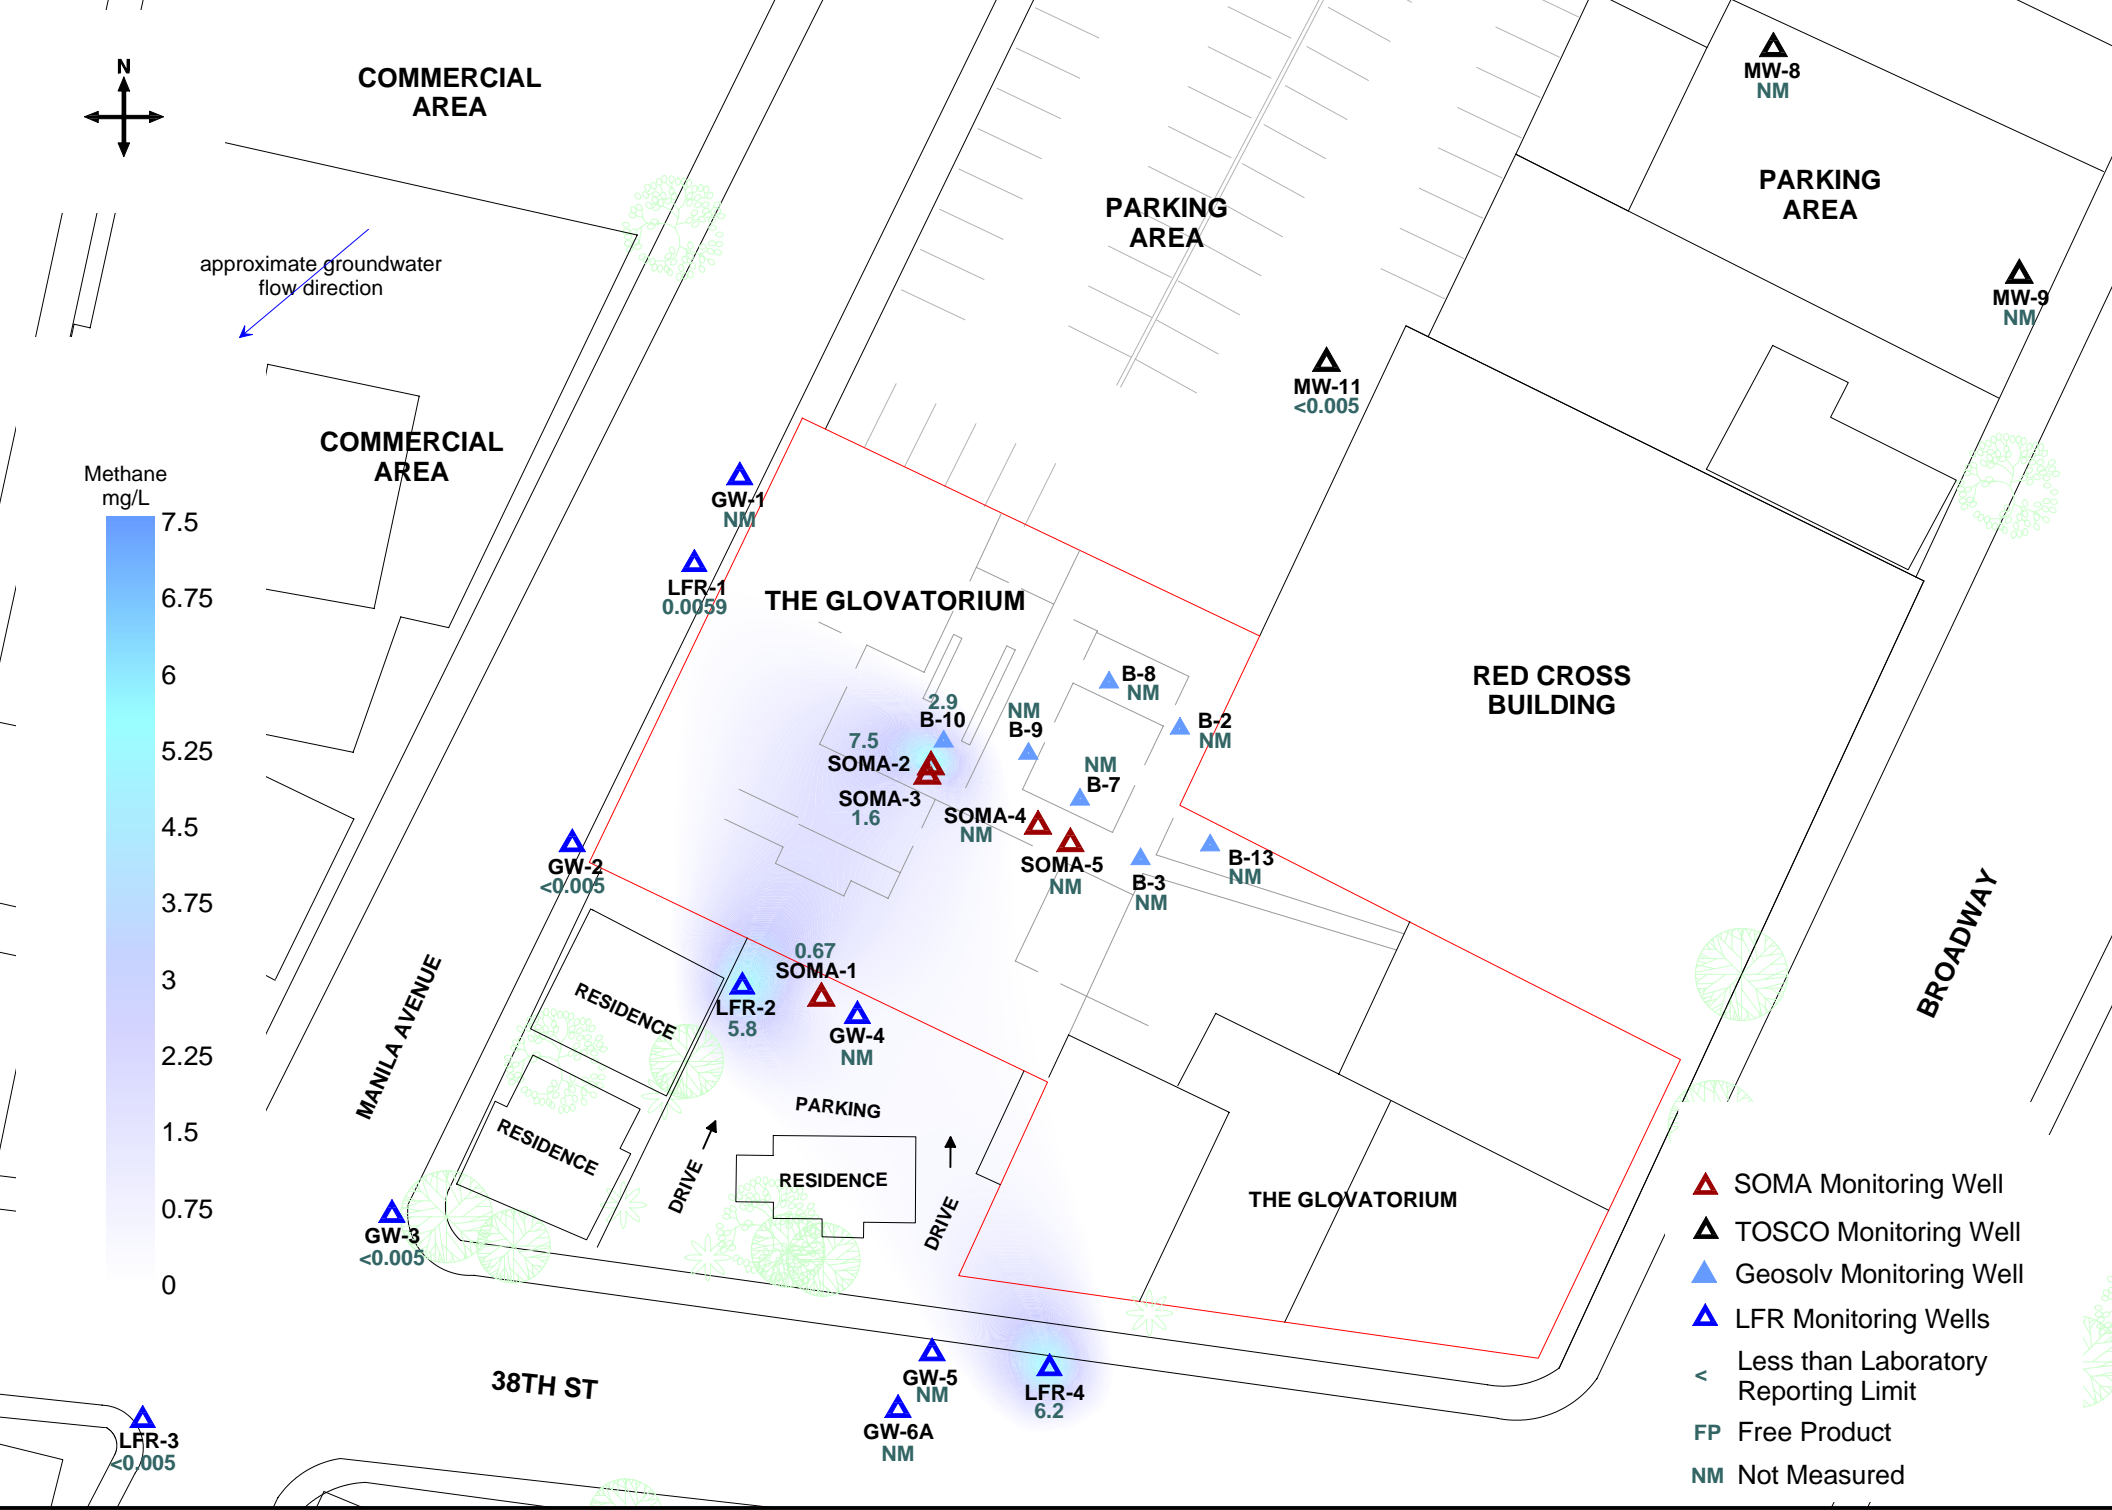 N
COMMERCIAL
AREA
MW-8
NM
PARKING
AREA
PARKING
AREA
approximate groundwater
flow direction
MW-9
NM
MW-11
<0.005
COMMERCIAL
AREA
Methane
mg/L
7.5
6.75
6
5.25
4.5
3.75
3
2.25
1.5
0.75
0
GW-1
NM
LFR-1
0.0059
THE GLOVATORIUM
RED CROSS
BUILDING
B-8
NM
2.9
B-10
NM
B-9
B-2
NM
7.5
SOMA-2
NM
B-7
SOMA-3
1.6
SOMA-4
NM
SOMA-5
NM
B-3
NM
B-13
NM
GW-2
<0.005
BROADWAY
MANILA AVENUE
RESIDENCE
0.67
SOMA-1
LFR-2
5.8
GW-4
NM
PARKING
RESIDENCE
DRIVE
RESIDENCE
DRIVE
THE GLOVATORIUM
GW-3
<0.005
38TH ST
GW-5
NM
GW-6A
NM
LFR-4
6.2
LFR-3
<0.005
SOMA Monitoring Well
TOSCO Monitoring Well
Geosolv Monitoring Well
LFR Monitoring Wells
< Less than Laboratory
Reporting Limit
FP Free Product
NM Not Measured